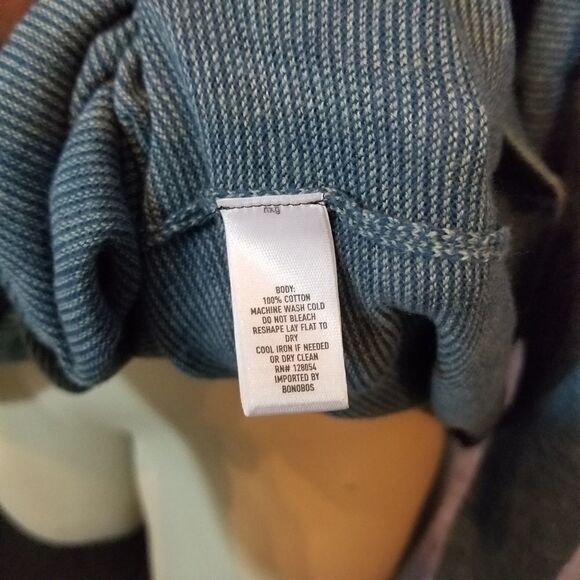 BODY:
100% COTTON
MACHINE WASH COLD
DO NOT BLEACH
RESHAPE LAY FLAT TO
DRY
COOL IRON IF NEEDED
OR DRY CLEAN
RN# 128054
IMPORTED BY
BONOBOS